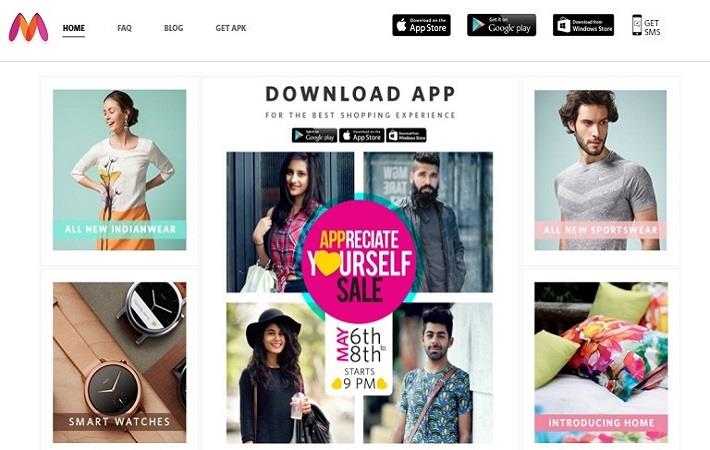 HOME
FAQ
BLOG
GET APK
Download on the
App Store
Get it on
Google play
Download from
Windows Store
GET
SMS
DOWNLOAD APP
FOR THE BEST SHOPPING EXPERIENCE
Get it on
Google play
Download on the
App Store
Download from
Windows Store
ALL NEW INDIANWEAR
SMART WATCHES
MGW
TARE
APPRECIATE
YOURSELF
SALE
MAY 6th
to
8th
STARTS
9 PM
ALL NEW SPORTSWEAR
INTRODUCING HOME